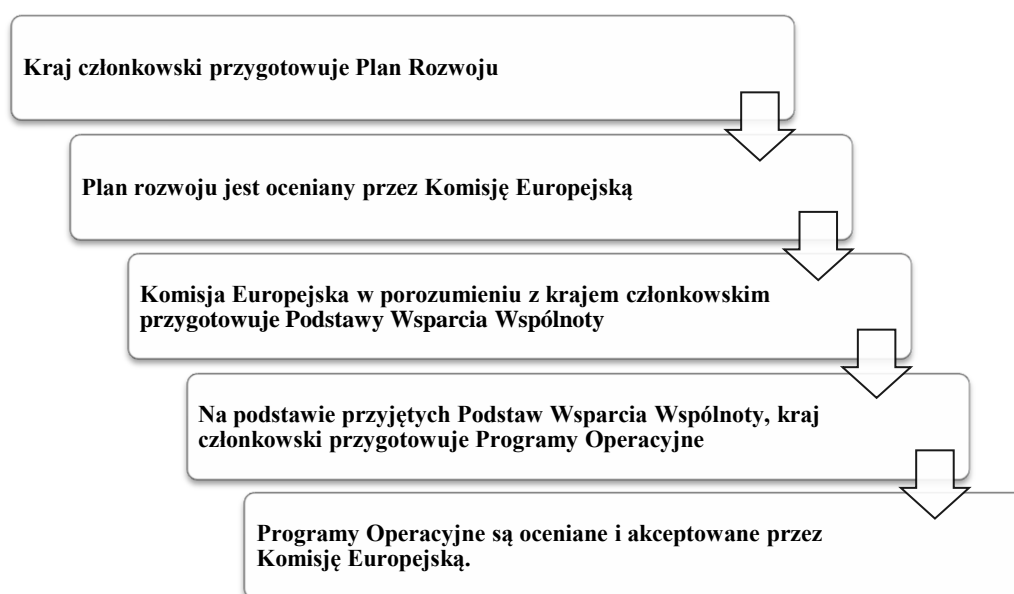 Kraj członkowski przygotowuje Plan Rozwoju
Plan rozwoju jest oceniany przez Komisję Europejską
Komisja Europejska w porozumieniu z krajem członkowskim
przygotowuje Podstawy Wsparcia Wspólnoty
Na podstawie przyjętych Podstaw Wsparcia Wspólnoty, kraj
członkowski przygotowuje Programy Operacyjne
Programy Operacyjne są oceniane i akceptowane przez
Komisję Europejską.